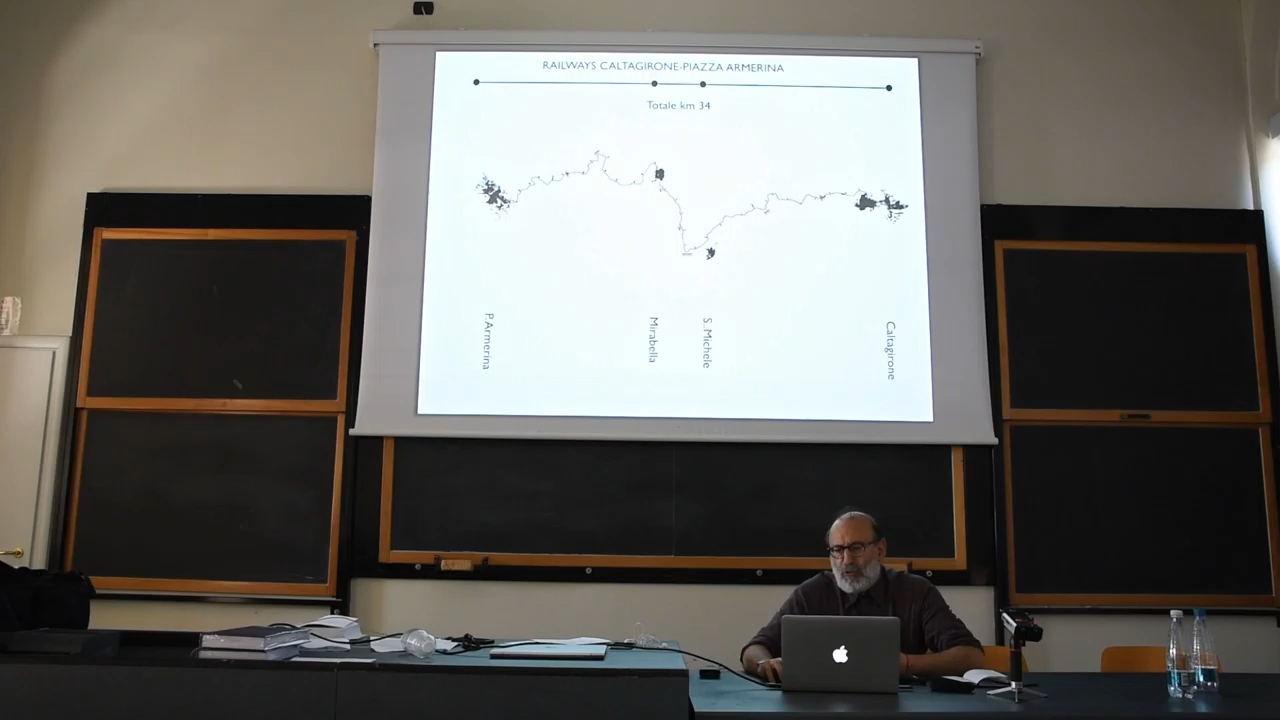 RAILWAYS CALTAGIRONE-PIAZZA ARMERINA
Totale km 34
P.Armerina
Mirabella
S. Michele
Caltagirone